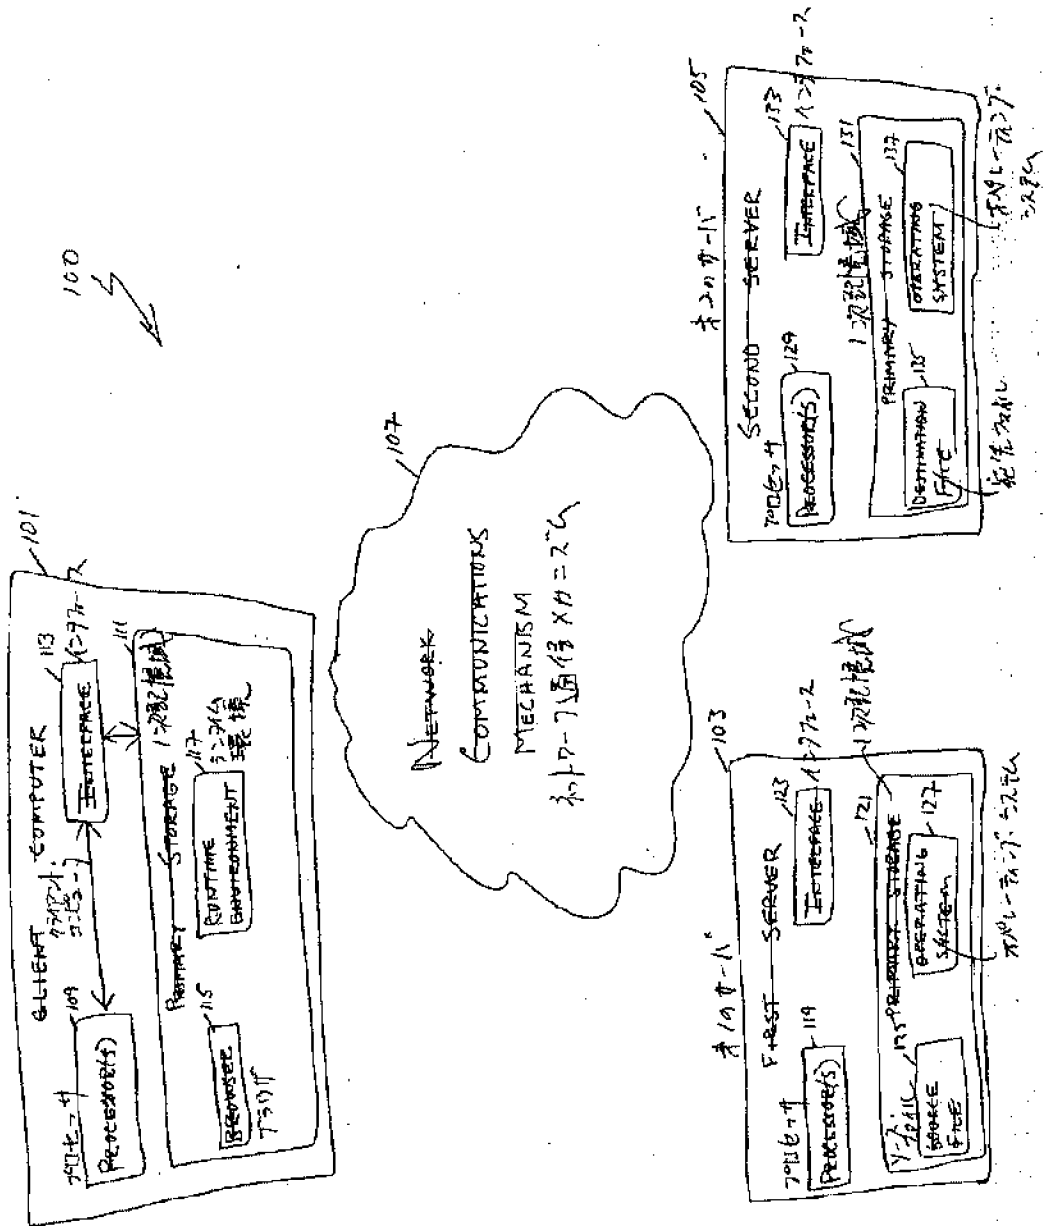 100
101
CLIENT COMPUTER
クライアント・
コンピュータ
プロセッサ
109
PROCESSOR(S)
113
インタフェース
INTERFACE
111
PRIMARY STORAGE 1次記憶域
115
BROWSER
ブラウザ
117
RUNTIME
ENVIRONMENT
ランタイム
環境
107
NETWORK
COMMUNICATIONS
MECHANISM
ネットワーク通信メカニズム
103
オ1のサーバ
FIRST SERVER
プロセッサ
119
PROCESSOR(S)
123
INTERFACE
インタフェース
121
1次記憶域
PRIMARY STORAGE
ソース・
ファイル
125
SOURCE
FILE
127
OPERATING
SYSTEM
オペレーティング・システム
105
オ2のサーバ
SECOND SERVER
プロセッサ
129
PROCESSOR(S)
133
INTERFACE
インタフェース
131
1次記憶域
PRIMARY STORAGE
135
DESTINATION
FILE
宛先ファイル
137
OPERATING
SYSTEM
オペレーティング・
システム